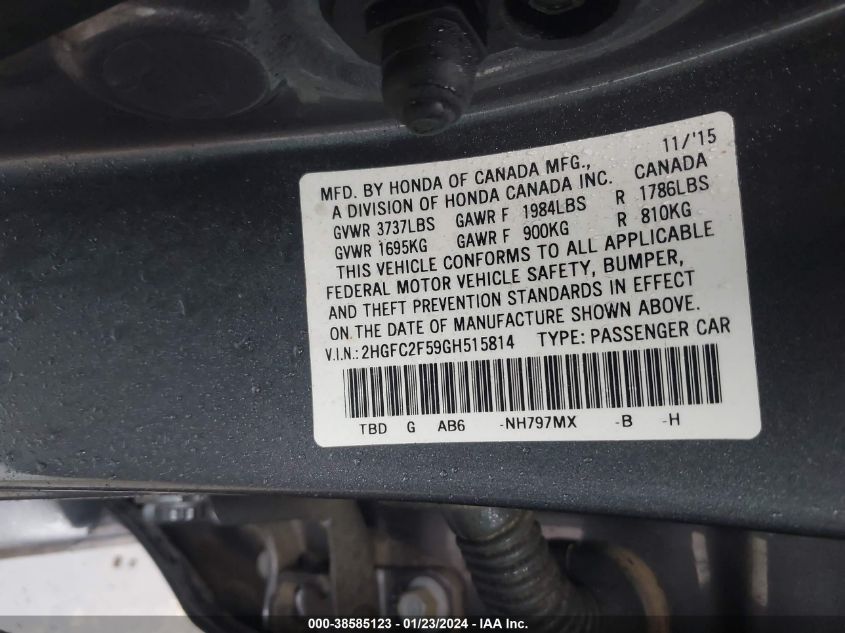 11/'15
MFD. BY HONDA OF CANADA MFG.,
A DIVISION OF HONDA CANADA INC. CANADA
GVWR 3737LBS GAWR F 1984LBS R 1786LBS
GVWR 1695KG GAWR F 900KG R 810KG
THIS VEHICLE CONFORMS TO ALL APPLICABLE
FEDERAL MOTOR VEHICLE SAFETY, BUMPER,
AND THEFT PREVENTION STANDARDS IN EFFECT
ON THE DATE OF MANUFACTURE SHOWN ABOVE.
V.I.N.: 2HGFC2F59GH515814 TYPE: PASSENGER CAR
TBD G AB6 -NH797MX -B -H
000-38585123 - 01/23/2024 - IAA Inc.